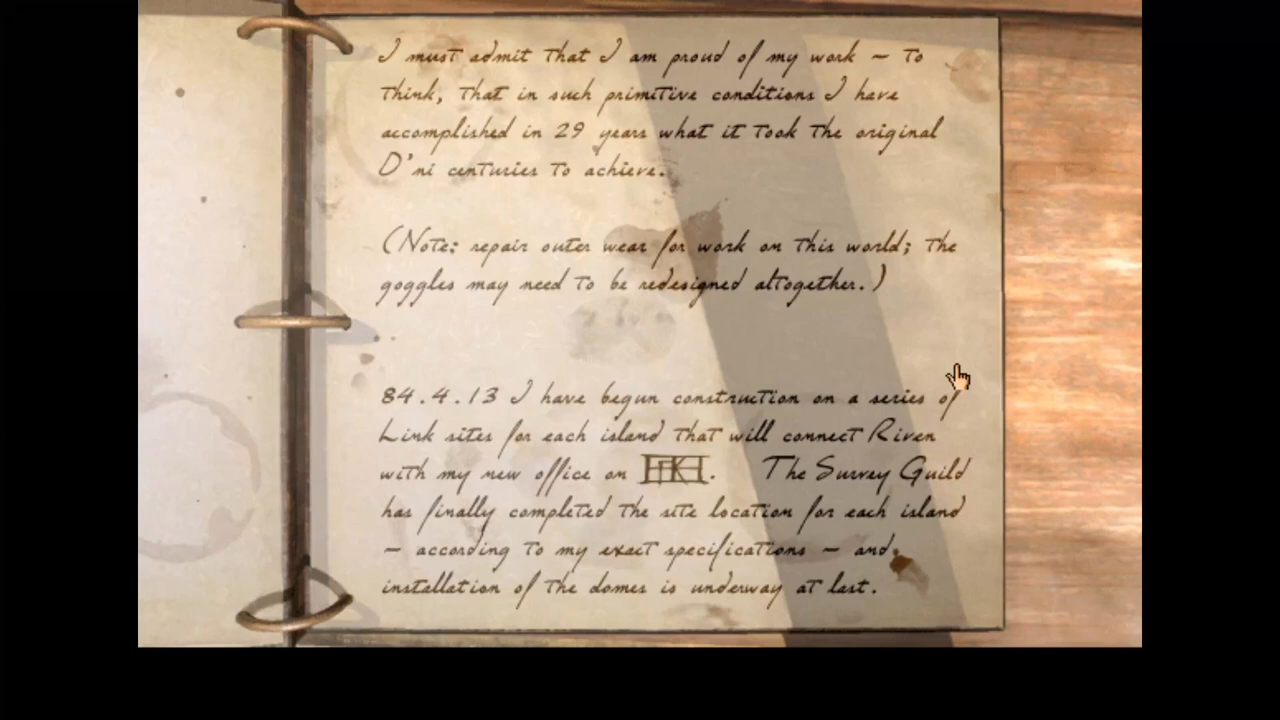 I must admit that I am proud of my work — to
think, that in such primitive conditions I have
accomplished in 29 years what it took the original
D'ni centuries to achieve.
(Note: repair outer wear for work on this world; the
goggles may need to be redesigned altogether.)
84.4.13 I have begun construction on a series of
Link sites for each island that will connect Riven
with my new office on . The Survey Guild
has finally completed the site location for each island
— according to my exact specifications — and
installation of the domes is underway at last.